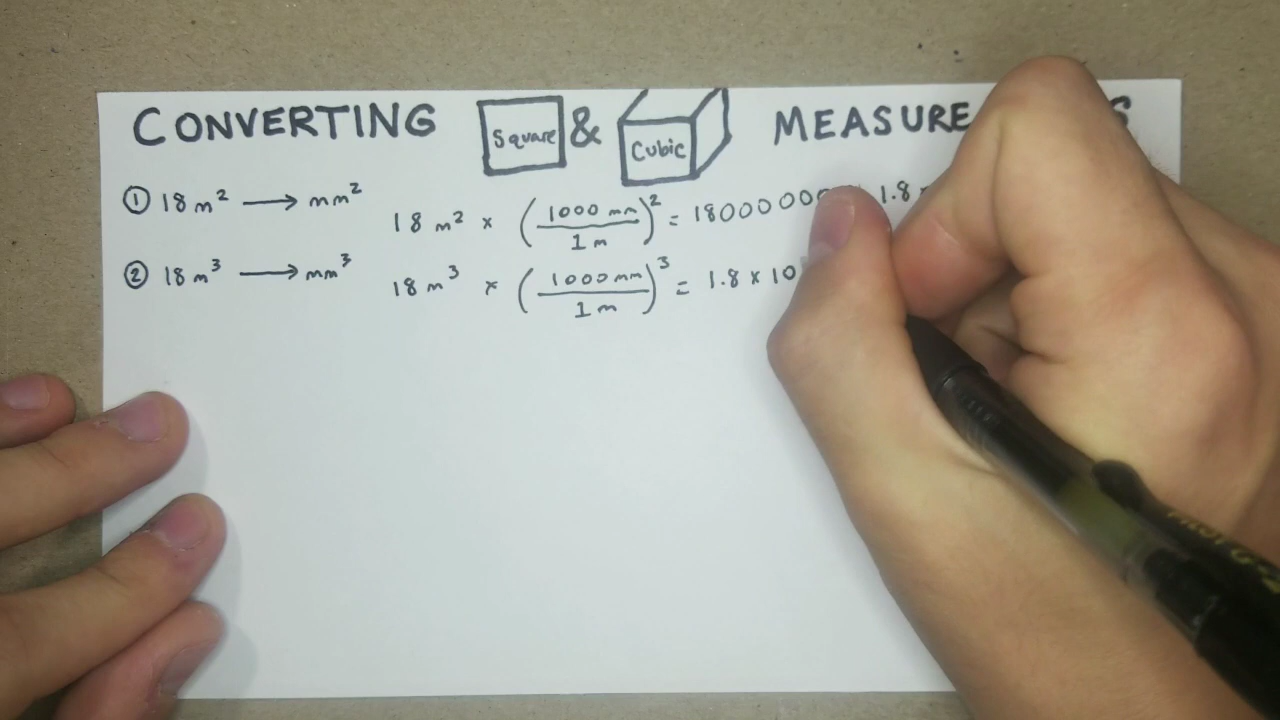 CONVERTING Square & Cubic MEASURE
① 18 m² → mm² 18 m² × (1000 mm / 1 m)² = 18000000 1.8
② 18 m³ → mm³ 18 m³ × (1000 mm / 1 m)³ = 1.8 × 10